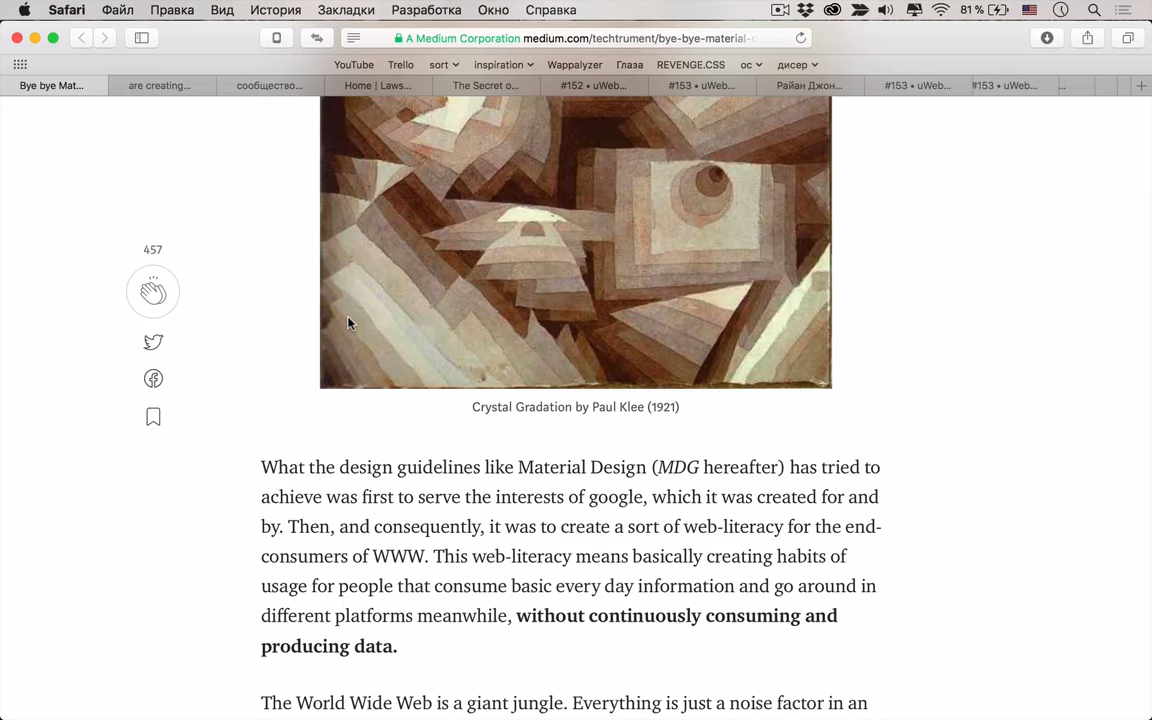 Safari Файл Правка Вид История Закладки Разработка Окно Справка 81 %
A Medium Corporation medium.com/techtrument/bye-bye-material-
YouTube Trello sort inspiration Wappalyzer Глаза REVENGE.CSS ос дисер
Bye bye Mat... are creating... сообщество... Home | Laws... The Secret o... #152 • uWeb... #153 • uWeb... Райан Джон... #153 • uWeb... #153 • uWeb... ...
457
Crystal Gradation by Paul Klee (1921)
What the design guidelines like Material Design (MDG hereafter) has tried to
achieve was first to serve the interests of google, which it was created for and
by. Then, and consequently, it was to create a sort of web-literacy for the end-
consumers of WWW. This web-literacy means basically creating habits of
usage for people that consume basic every day information and go around in
different platforms meanwhile, without continuously consuming and
producing data.
The World Wide Web is a giant jungle. Everything is just a noise factor in an